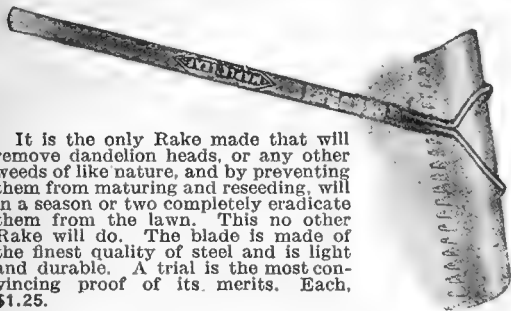 It is the only Rake made that will
remove dandelion heads, or any other
weeds of like nature, and by preventing
them from maturing and reseeding, will
in a season or two completely eradicate
them from the lawn. This no other
Rake will do. The blade is made of
the finest quality of steel and is light
and durable. A trial is the most con-
vincing proof of its merits. Each,
$1.25.